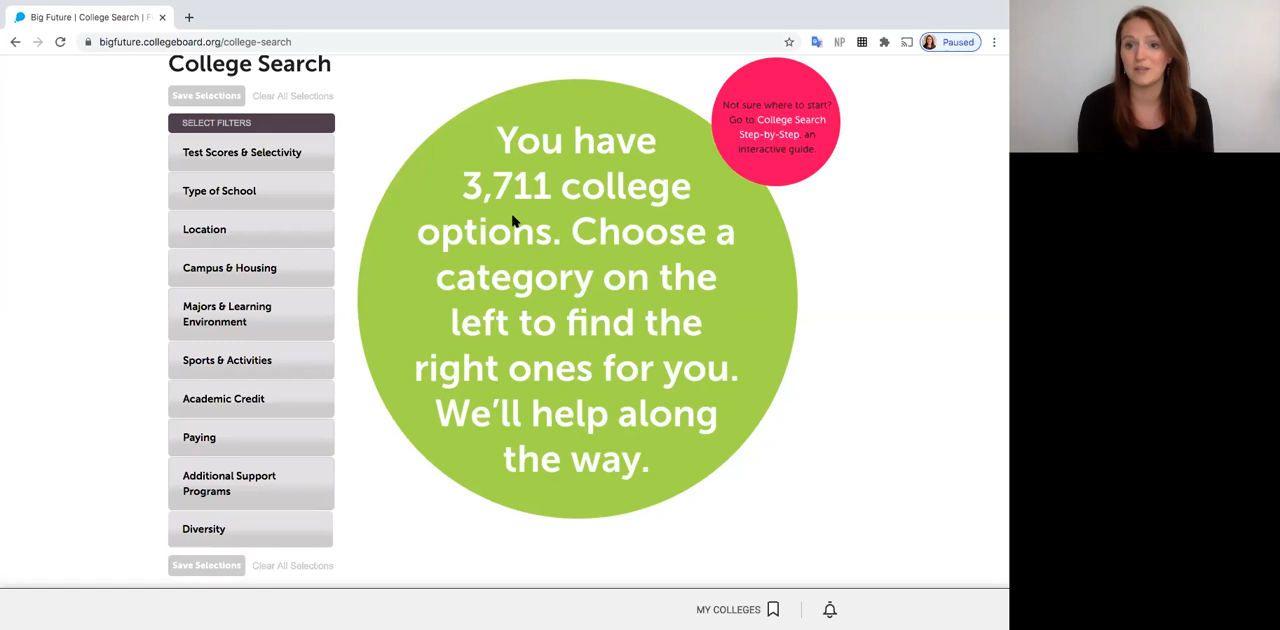 Big Future | College Search | F
bigfuture.collegeboard.org/college-search
NP
Paused
College Search
Save Selections Clear All Selections
SELECT FILTERS
Test Scores & Selectivity
Type of School
Location
Campus & Housing
Majors & Learning
Environment
Sports & Activities
Academic Credit
Paying
Additional Support
Programs
Diversity
Save Selections Clear All Selections
You have
3,711 college
options. Choose a
category on the
left to find the
right ones for you.
We’ll help along
the way.
Not sure where to start?
Go to College Search
Step-by-Step, an
interactive guide.
MY COLLEGES